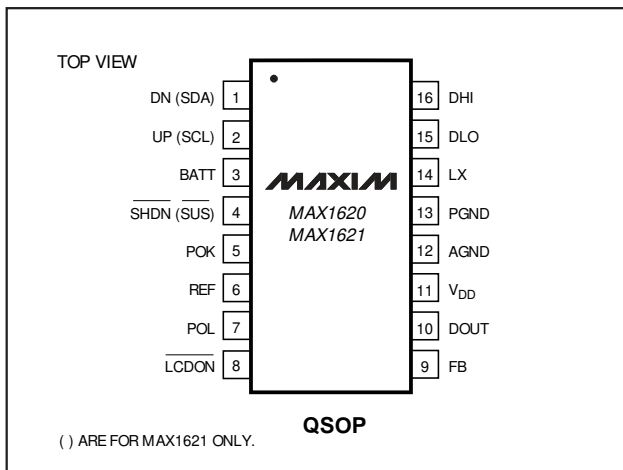 TOP VIEW
DN (SDA) 1
UP (SCL) 2
BATT 3
SHDN (SUS) 4
POK 5
REF 6
POL 7
LCDON 8
MAXIM
MAX1620
MAX1621
16 DHI
15 DLO
14 LX
13 PGND
12 AGND
11 VDD
10 DOUT
9 FB
QSOP
( ) ARE FOR MAX1621 ONLY.